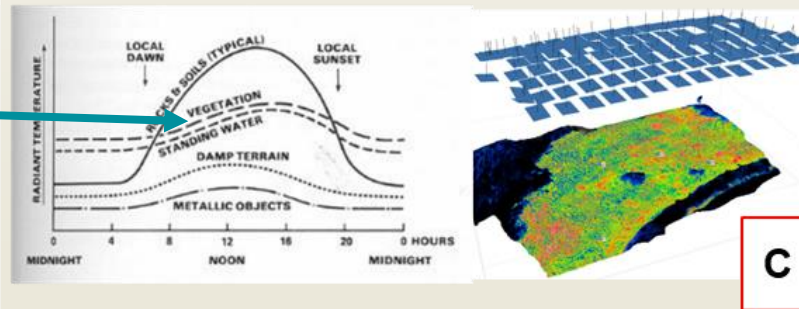 LOCAL
DAWN
ROCKS & SOILS (TYPICAL)
LOCAL
SUNSET
VEGETATION
STANDING WATER
DAMP TERRAIN
METALLIC OBJECTS
RADIANT TEMPERATURE
0 4 8 12 16 20 0 HOURS
MIDNIGHT NOON MIDNIGHT
C